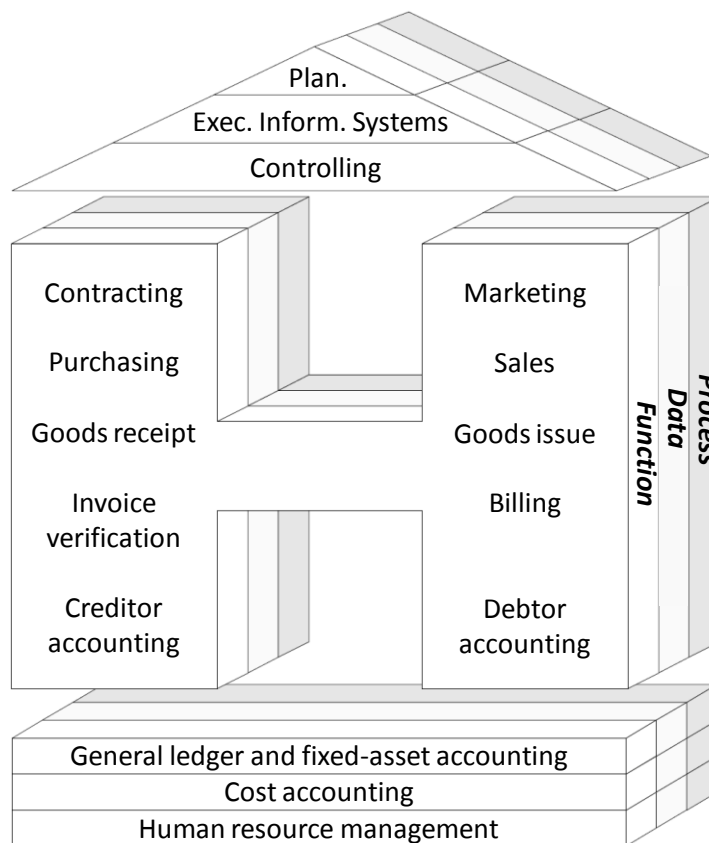 Plan.
Exec. Inform. Systems
Controlling
Contracting
Purchasing
Goods receipt
Invoice
verification
Creditor
accounting
Marketing
Sales
Goods issue
Billing
Debtor
accounting
Function
Data
Process
General ledger and fixed-asset accounting
Cost accounting
Human resource management